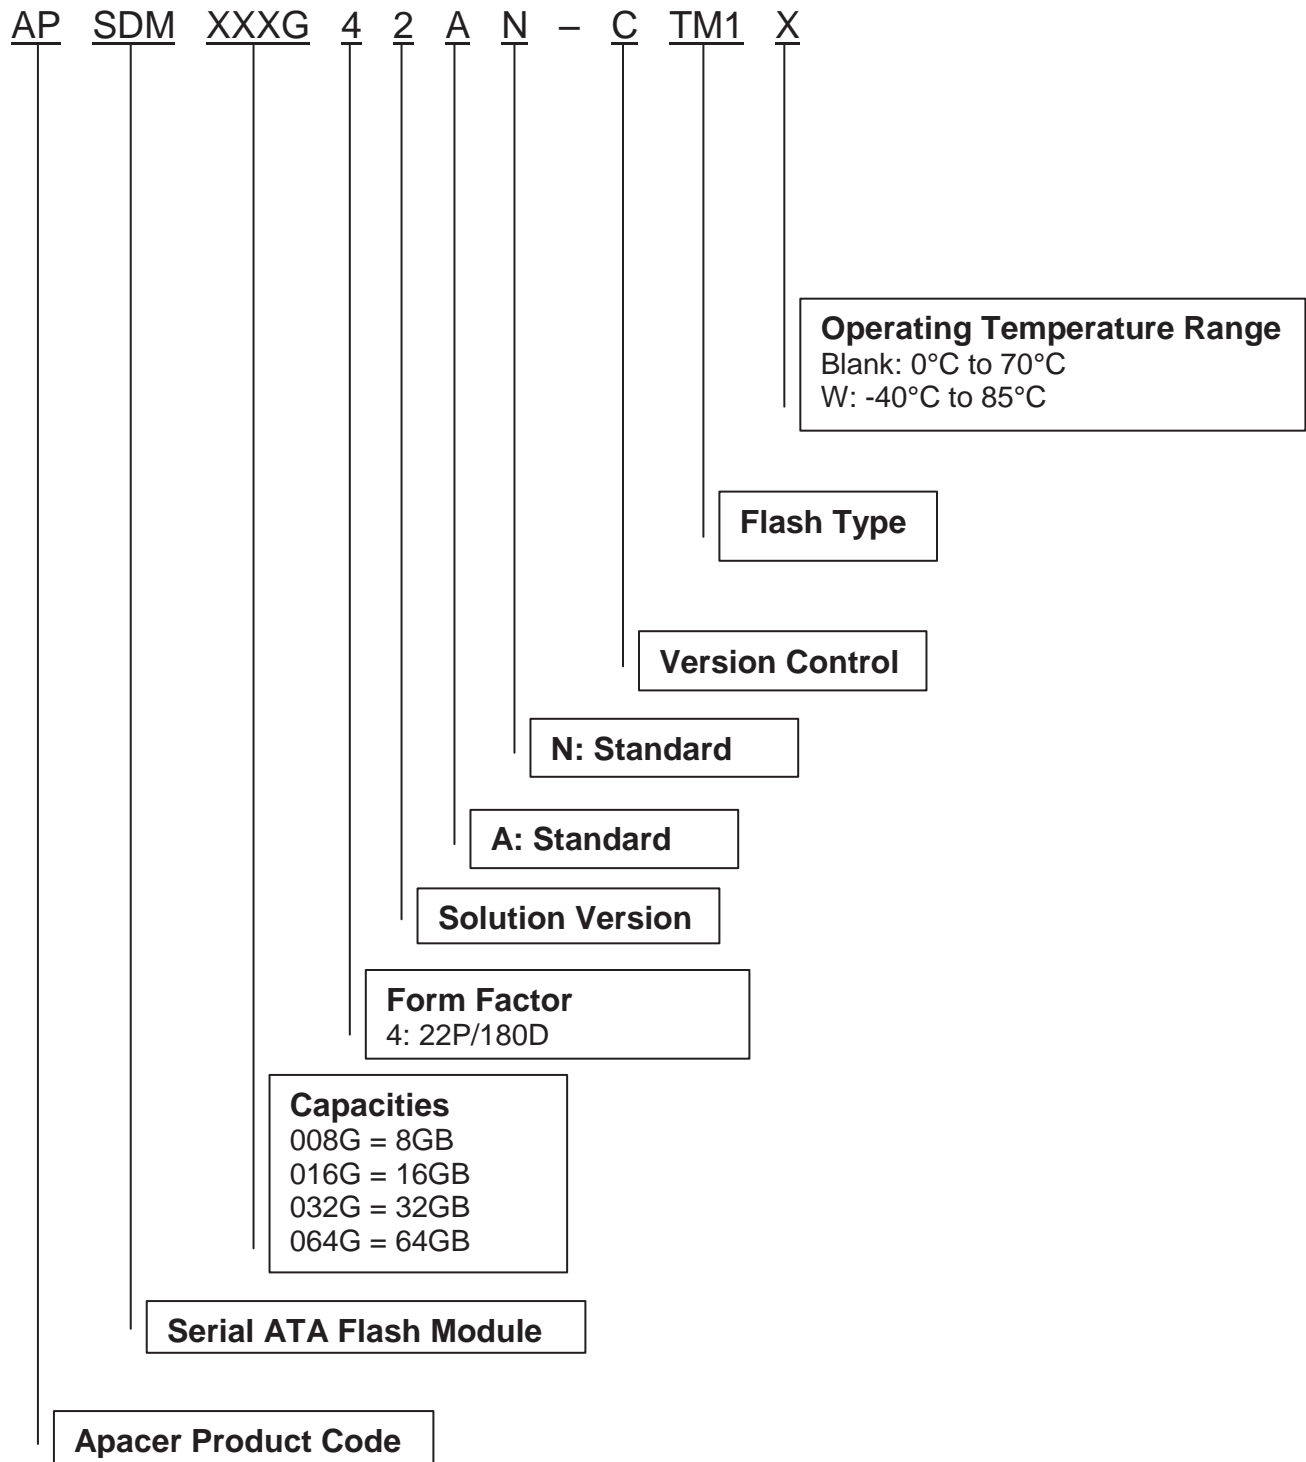 AP SDM XXXG 4 2 A N – C TM1 X
Operating Temperature Range
Blank: 0°C to 70°C
W: -40°C to 85°C
Flash Type
Version Control
N: Standard
A: Standard
Solution Version
Form Factor
4: 22P/180D
Capacities
008G = 8GB
016G = 16GB
032G = 32GB
064G = 64GB
Serial ATA Flash Module
Apacer Product Code